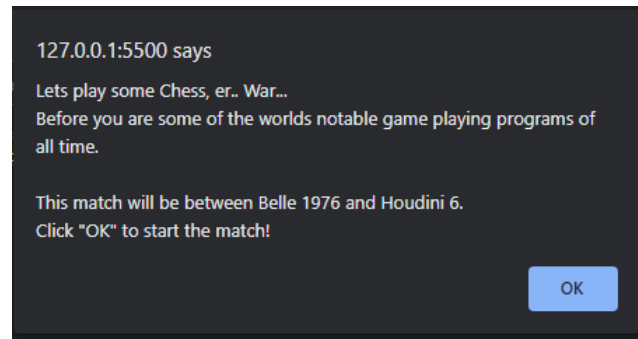 127.0.0.1:5500 says
Lets play some Chess, er.. War...
Before you are some of the worlds notable game playing programs of
all time.
This match will be between Belle 1976 and Houdini 6.
Click "OK" to start the match!
OK